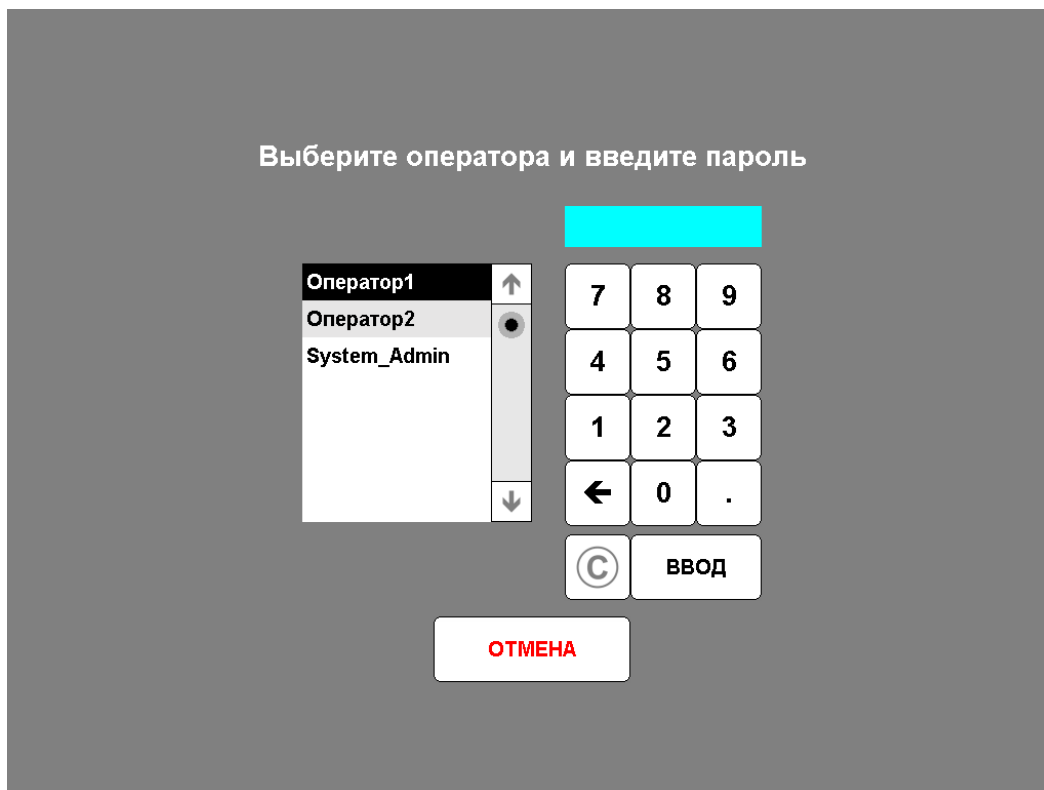 Выберите оператора и введите пароль
Оператор1
Оператор2
System_Admin
7 8 9
4 5 6
1 2 3
← 0 .
C ВВОД
ОТМЕНА